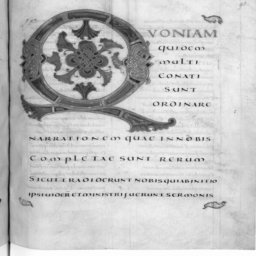 QVONIAM
QUIDEM
MULTI
CONATI
SUNT
ORDINARE
NARRATIONEM QUAE IN NOBIS
COMPLETAE SUNT RERUM
SICUT TRADIDERUNT NOBIS QUI AB INITIO
IPSI VIDERUNT ET MINISTRI FUERUNT SERMONIS